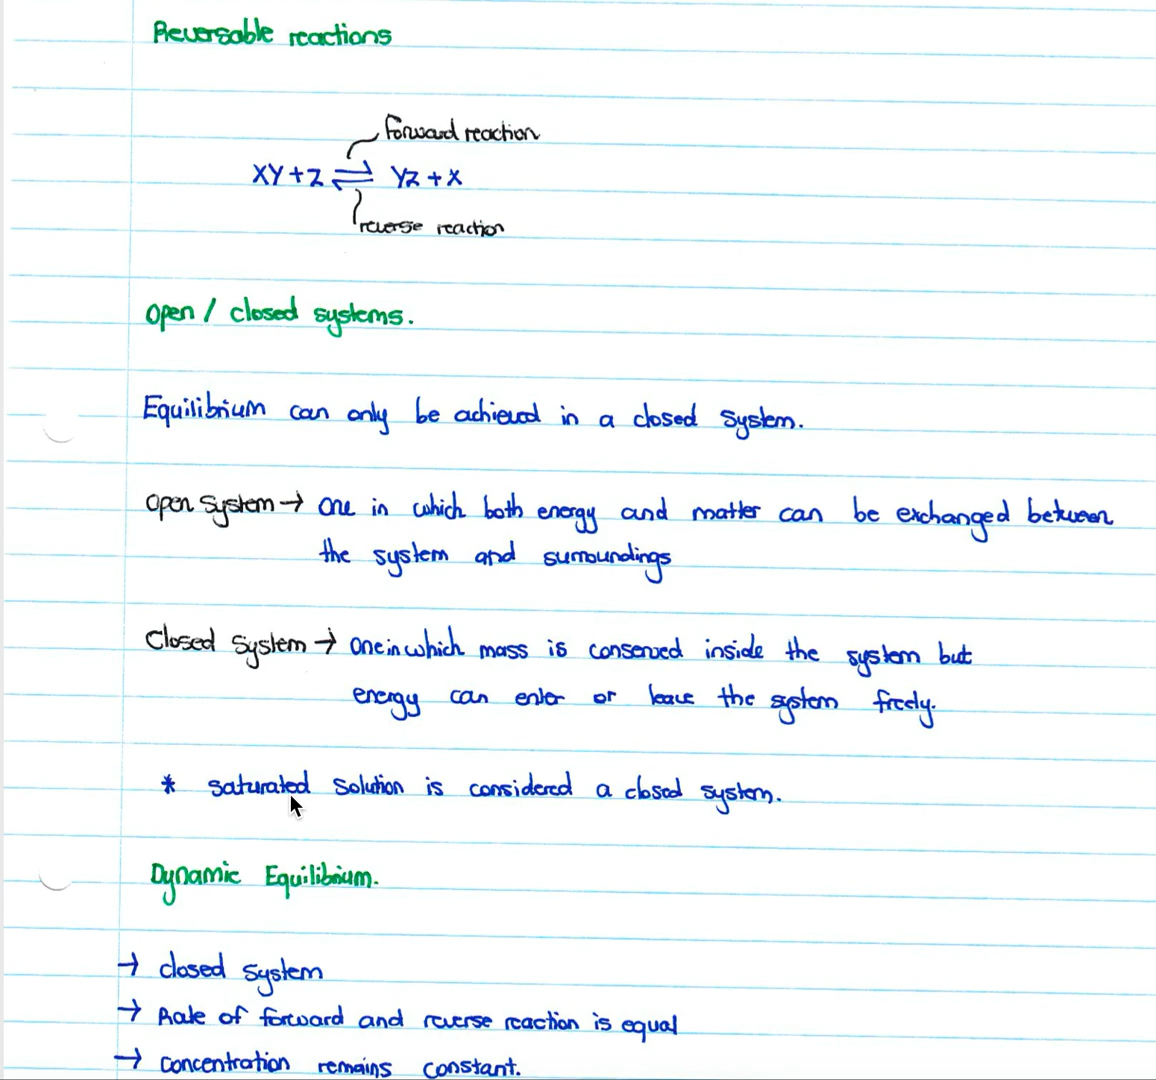 Reversable reactions
forward reaction
XY + Z ⇌ YZ + X
reverse reaction
Open / closed systems.
Equilibrium can only be achieved in a closed system.
Open System → One in which both energy and matter can be exchanged between
the system and surroundings
Closed System → One in which mass is conserved inside the system but
energy can enter or leave the system freely.
* saturated solution is considered a closed system.
Dynamic Equilibrium.
→ closed system
→ Rate of forward and reverse reaction is equal
→ concentration remains constant.